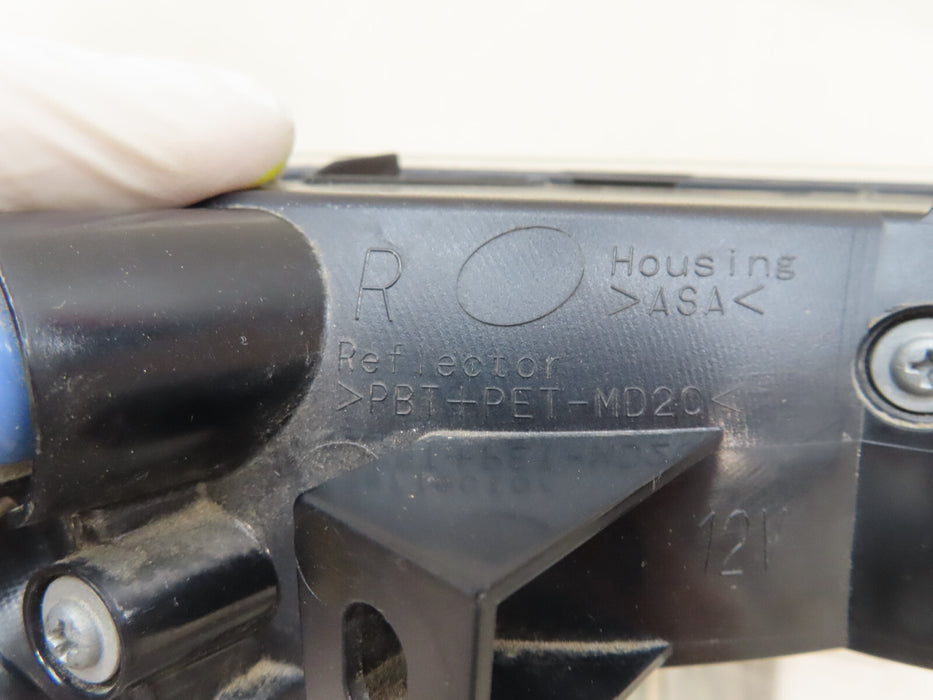 R
Housing
>ASA<
Reflector
>PBT+PET-MD20<
12V